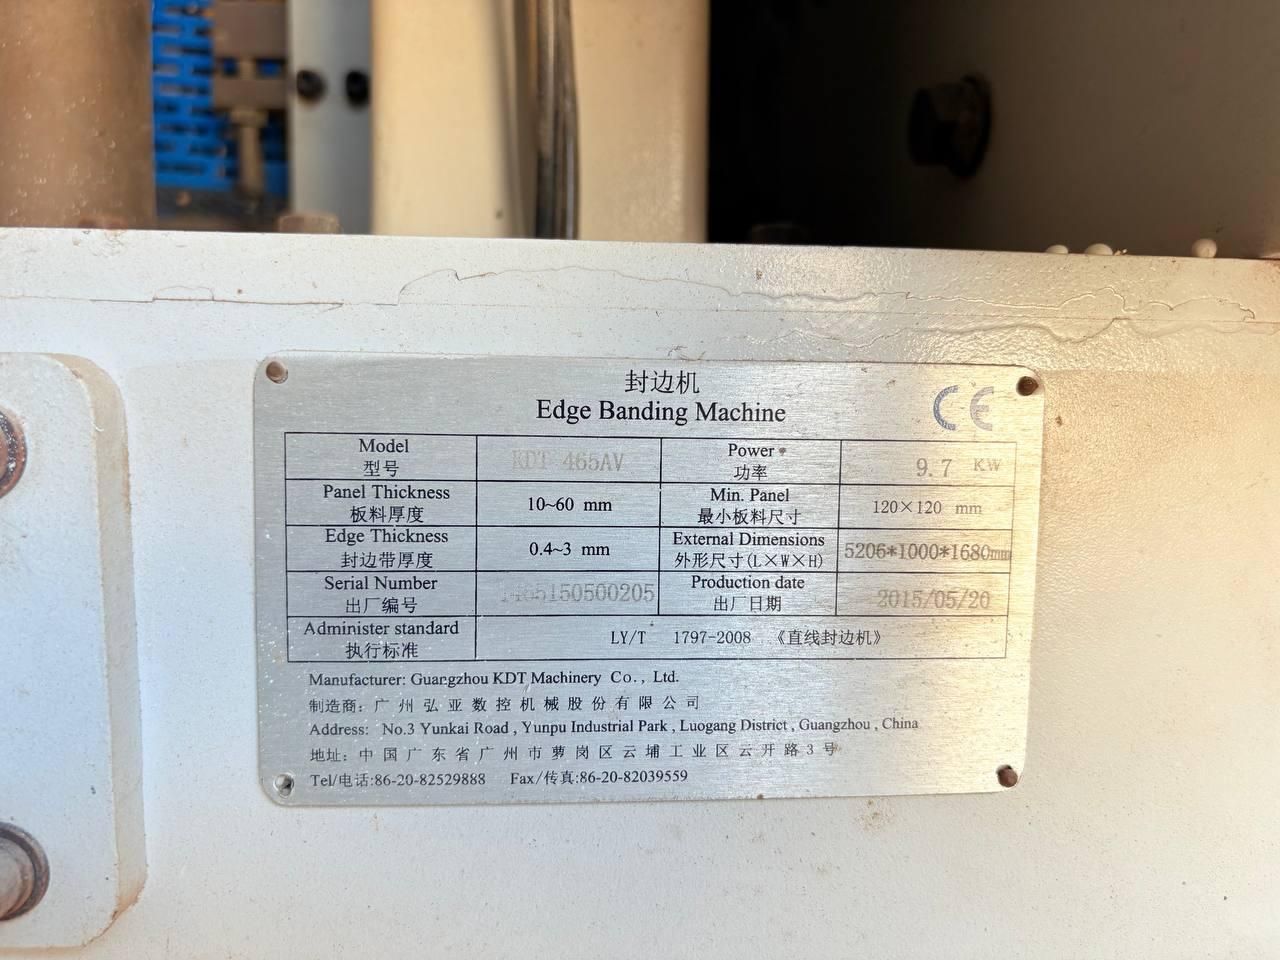 封边机
Edge Banding Machine
CE
Model KDT 465AV Power 9.7 KW
型号 功率
Panel Thickness 10~60 mm Min. Panel 120×120 mm
板料厚度 最小板料尺寸
Edge Thickness 0.4~3 mm External Dimensions 5206*1000*1680mm
封边带厚度 外形尺寸(L×W×H)
Serial Number 1465150500205 Production date 2015/05/20
出厂编号 出厂日期
Administer standard LY/T 1797-2008 《直线封边机》
执行标准
Manufacturer: Guangzhou KDT Machinery Co., Ltd.
制造商: 广州弘亚数控机械股份有限公司
Address: No.3 Yunkai Road , Yunpu Industrial Park , Luogang District , Guangzhou , China
地址: 中国广东省广州市萝岗区云埔工业区云开路3号
Tel/电话:86-20-82529888 Fax/传真:86-20-82039559